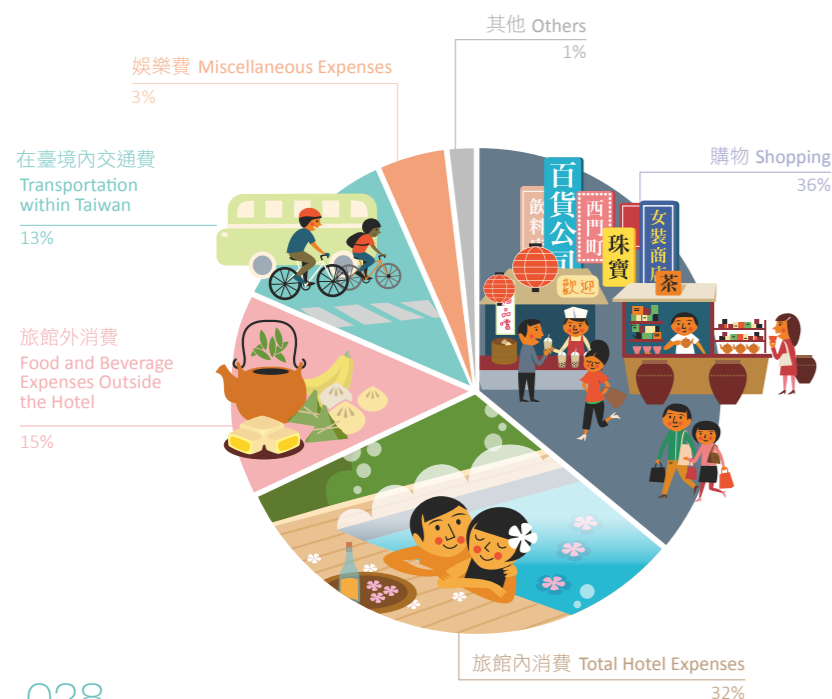 其他 Others
1%
娛樂費 Miscellaneous Expenses
3%
在臺境內交通費
Transportation
within Taiwan
13%
購物 Shopping
36%
百貨公司
飲料
西門町
珠寶
女裝商店
歡迎
茶
旅館外消費
Food and Beverage
Expenses Outside
the Hotel
15%
旅館內消費 Total Hotel Expenses
32%
028